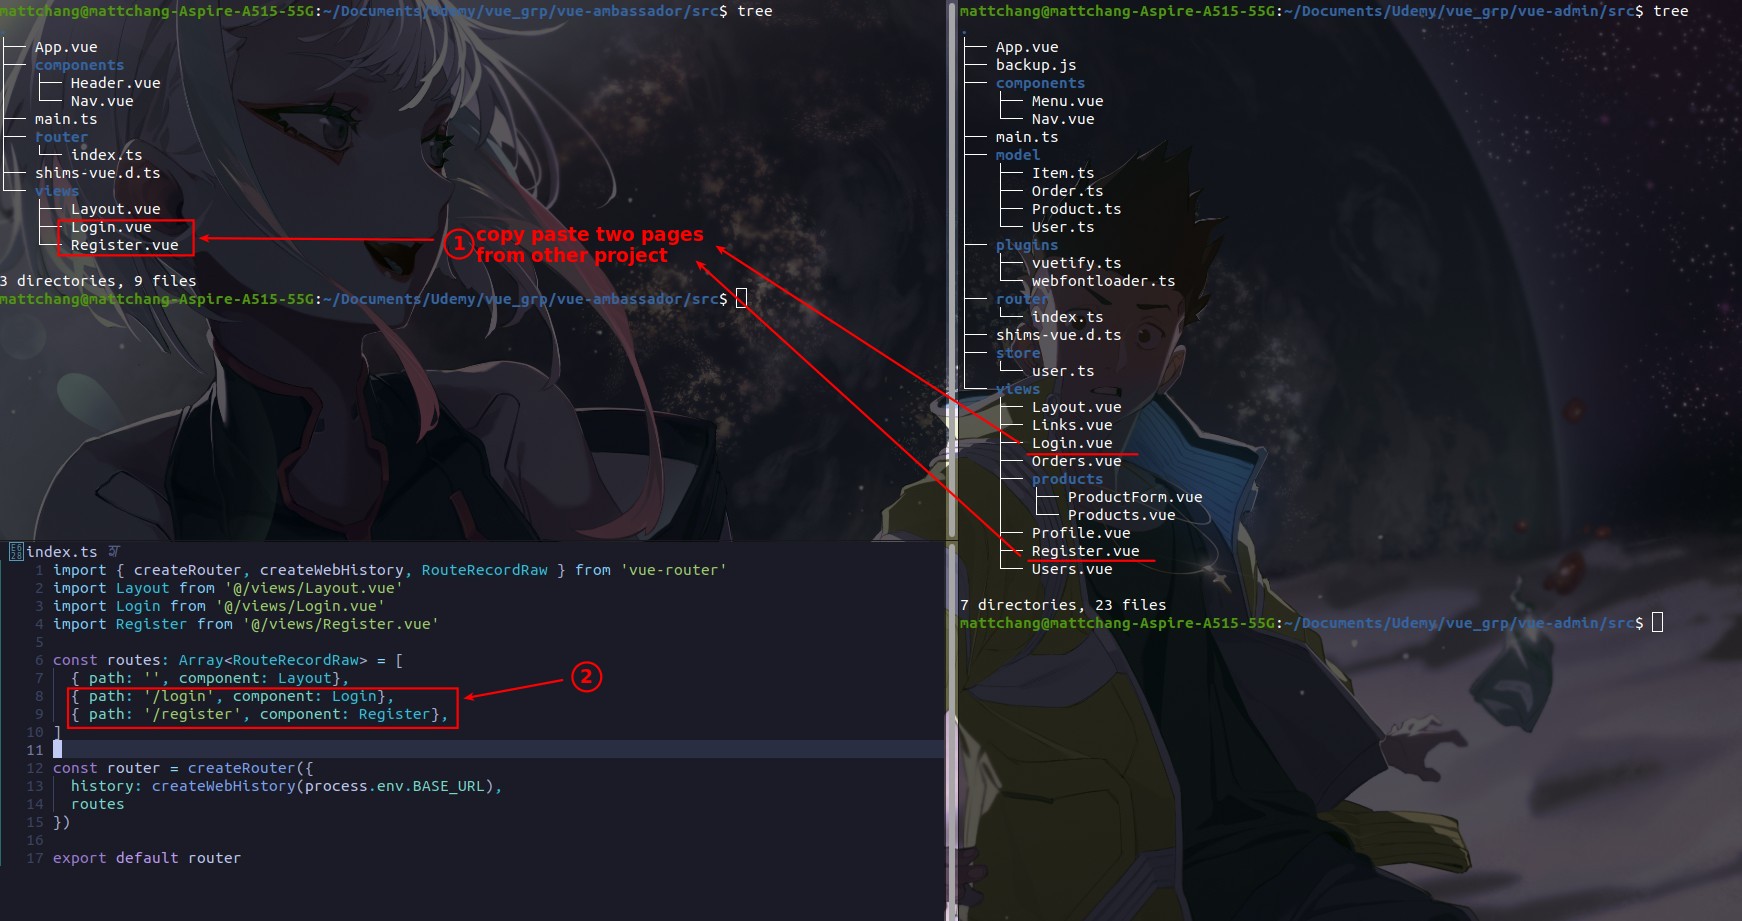 mattchang@mattchang-Aspire-A515-55G:~/Documents/Udemy/vue_grp/vue-ambassador/src$ tree
.
├── App.vue
├── components
│   ├── Header.vue
│   └── Nav.vue
├── main.ts
├── router
│   └── index.ts
├── shims-vue.d.ts
└── views
    ├── Layout.vue
    ├── Login.vue
    └── Register.vue
3 directories, 9 files
mattchang@mattchang-Aspire-A515-55G:~/Documents/Udemy/vue_grp/vue-ambassador/src$
1 copy paste two pages
from other project
index.ts
1 import { createRouter, createWebHistory, RouteRecordRaw } from 'vue-router'
2 import Layout from '@/views/Layout.vue'
3 import Login from '@/views/Login.vue'
4 import Register from '@/views/Register.vue'
5
6 const routes: Array<RouteRecordRaw> = [
7   { path: '', component: Layout},
8   { path: '/login', component: Login},
9   { path: '/register', component: Register},
10 ]
11
12 const router = createRouter({
13   history: createWebHistory(process.env.BASE_URL),
14   routes
15 })
16
17 export default router
2
mattchang@mattchang-Aspire-A515-55G:~/Documents/Udemy/vue_grp/vue-admin/src$ tree
.
├── App.vue
├── backup.js
├── components
│   ├── Menu.vue
│   └── Nav.vue
├── main.ts
├── model
│   ├── Item.ts
│   ├── Order.ts
│   ├── Product.ts
│   └── User.ts
├── plugins
│   ├── vuetify.ts
│   └── webfontloader.ts
├── router
│   └── index.ts
├── shims-vue.d.ts
├── store
│   └── user.ts
└── views
    ├── Layout.vue
    ├── Links.vue
    ├── Login.vue
    ├── Orders.vue
    ├── products
    │   ├── ProductForm.vue
    │   └── Products.vue
    ├── Profile.vue
    ├── Register.vue
    └── Users.vue
7 directories, 23 files
mattchang@mattchang-Aspire-A515-55G:~/Documents/Udemy/vue_grp/vue-admin/src$